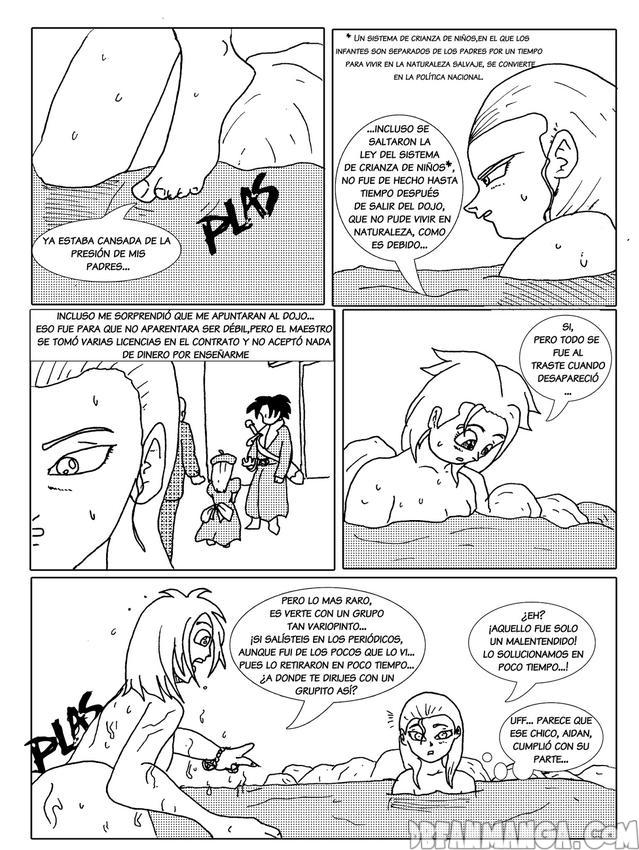 YA ESTABA CANSADA DE LA
PRESIÓN DE MIS
PADRES...
PLAS
* UN SISTEMA DE CRIANZA DE NIÑOS,EN EL QUE LOS
INFANTES SON SEPARADOS DE LOS PADRES POR UN TIEMPO
PARA VIVIR EN LA NATURALEZA SALVAJE, SE CONVIERTE
EN LA POLÍTICA NACIONAL.
...INCLUSO SE
SALTARON LA
LEY DEL SISTEMA
DE CRIANZA DE NIÑOS*,
NO FUE DE HECHO HASTA
TIEMPO DESPUÉS
DE SALIR DEL DOJO,
QUE NO PUDE VIVIR EN
NATURALEZA, COMO
ES DEBIDO...
INCLUSO ME SORPRENDIÓ QUE ME APUNTARAN AL DOJO...
ESO FUE PARA QUE NO APARENTARA SER DÉBIL,PERO EL MAESTRO
SE TOMÓ VARIAS LICENCIAS EN EL CONTRATO Y NO ACEPTÓ NADA
DE DINERO POR ENSEÑARME
SI,
PERO TODO SE
FUE AL
TRASTE CUANDO
DESAPARECIÓ
...
PLAS
PERO LO MAS RARO,
ES VERTE CON UN GRUPO
TAN VARIOPINTO...
¡SI SALÍSTEIS EN LOS PERIÓDICOS,
AUNQUE FUI DE LOS POCOS QUE LO VI...
PUES LO RETIRARON EN POCO TIEMPO...
¿A DONDE TE DIRIJES CON UN
GRUPITO ASÍ?
¿EH?
¡AQUELLO FUE SOLO
UN MALENTENDIDO!
LO SOLUCIONAMOS EN
POCO TIEMPO...!
UFF... PARECE QUE
ESE CHICO, AIDAN,
CUMPLIÓ CON SU
PARTE...
DBFANMANGA.COM